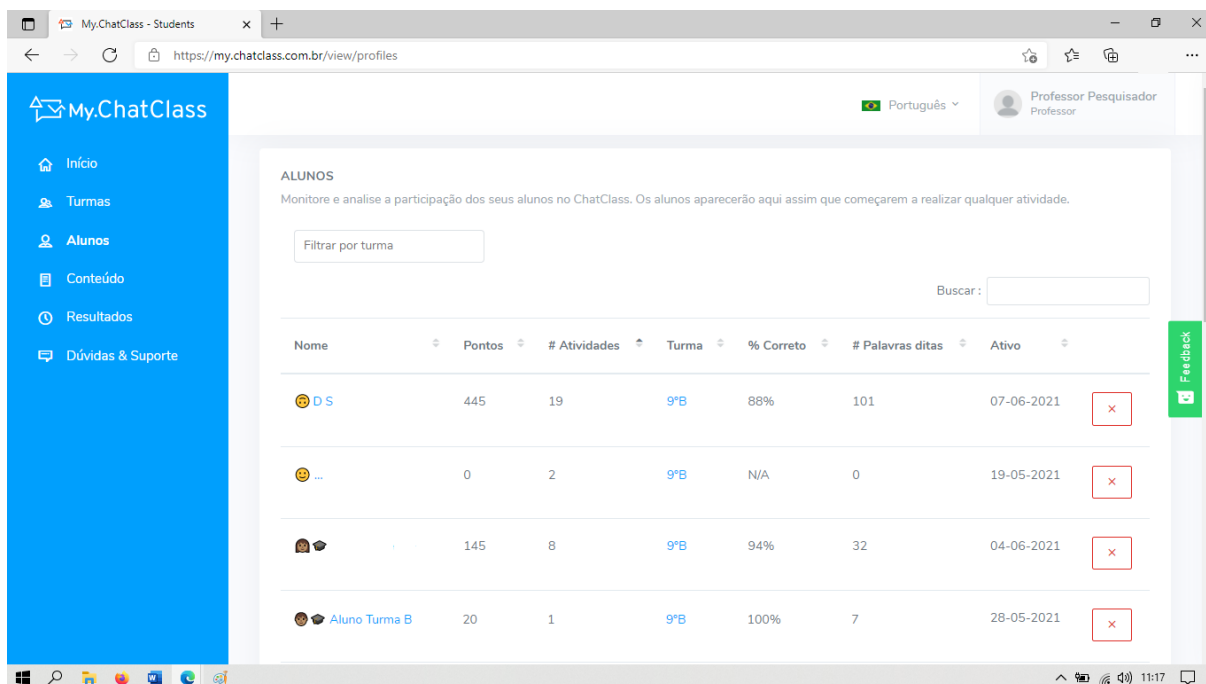 My.ChatClass - Students
https://my.chatclass.com.br/view/profiles
My.ChatClass
Português
Professor Pesquisador
Professor
Início
Turmas
Alunos
Conteúdo
Resultados
Dúvidas & Suporte
ALUNOS
Monitore e analise a participação dos seus alunos no ChatClass. Os alunos aparecerão aqui assim que começarem a realizar qualquer atividade.
Filtrar por turma
Buscar :
Nome Pontos # Atividades Turma % Correto # Palavras ditas Ativo
🙃 D S 445 19 9°B 88% 101 07-06-2021 ×
🙂 ... 0 2 9°B N/A 0 19-05-2021 ×
145 8 9°B 94% 32 04-06-2021 ×
Aluno Turma B 20 1 9°B 100% 7 28-05-2021 ×
Feedback
11:17